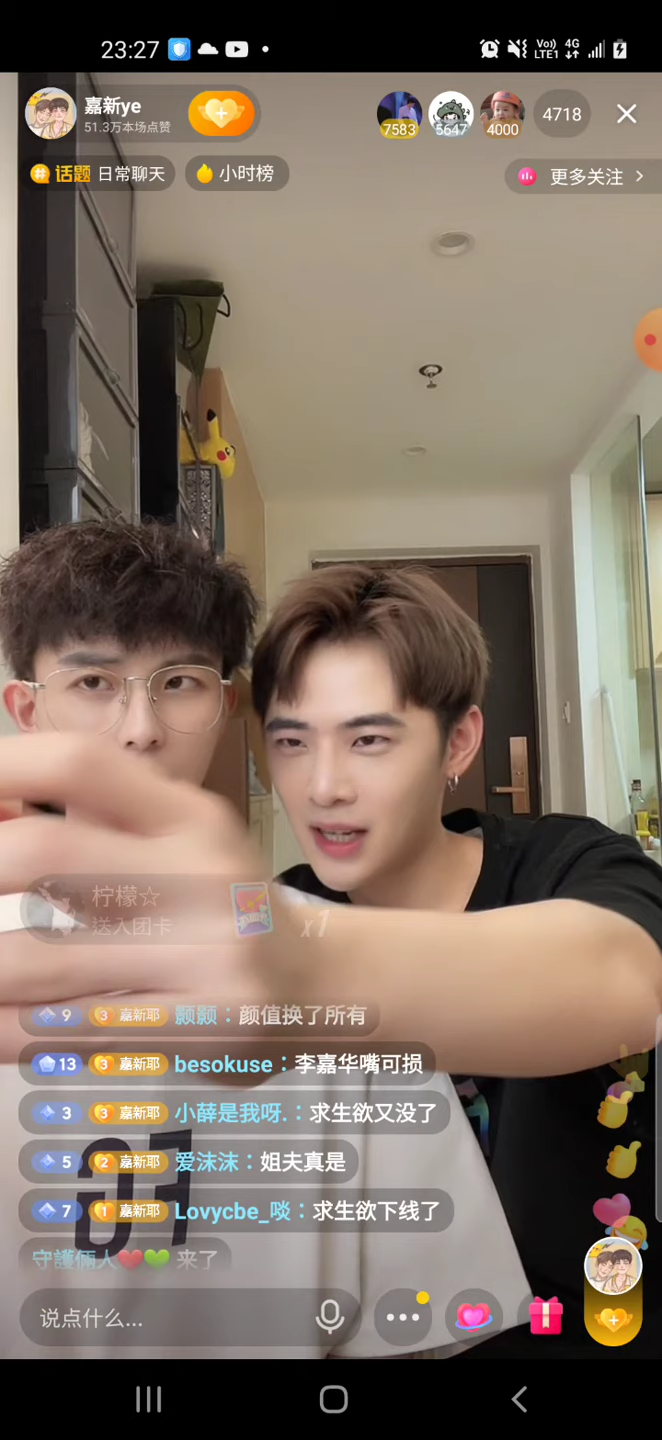 23:27
Vo)) 4G
LTE1
嘉新ye
51.3万本场点赞
7583
5647
4000
4718
话题 日常聊天
小时榜
更多关注
柠檬☆
送入团卡
x1
9 3 嘉新耶 颢颢：颜值换了所有
13 3 嘉新耶 besokuse：李嘉华嘴可损
3 3 嘉新耶 小薛是我呀.：求生欲又没了
5 2 嘉新耶 爱沫沫：姐夫真是
7 1 嘉新耶 Lovycbe_啖：求生欲下线了
守護倆人❤️💚 来了
说点什么...